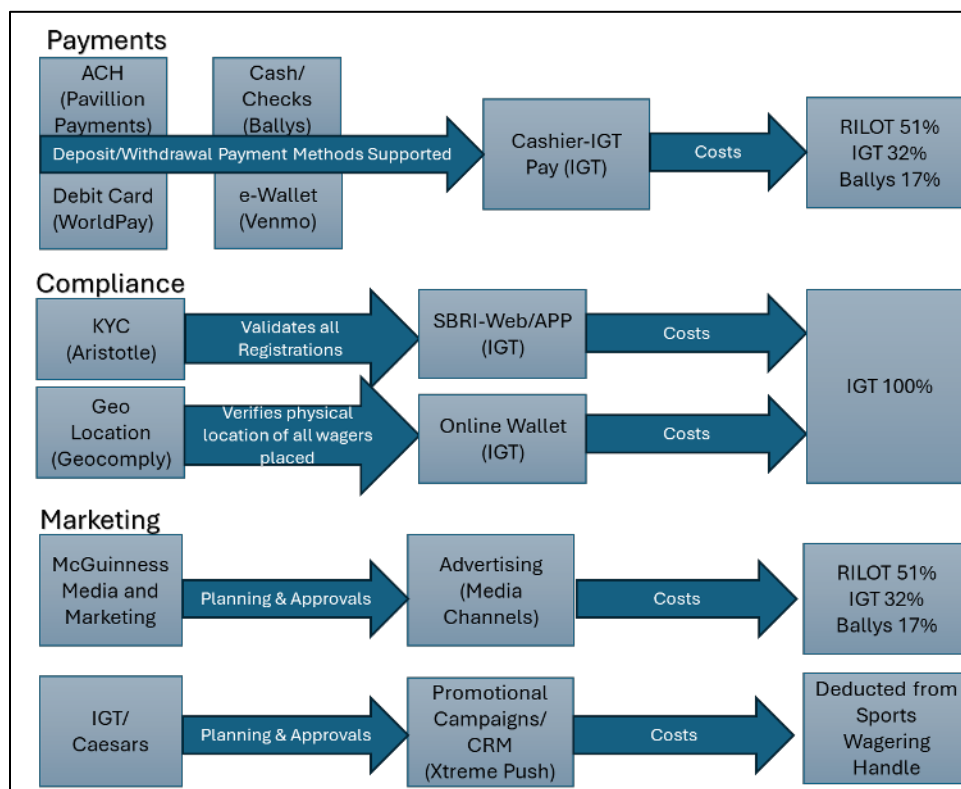 Payments
ACH
(Pavillion
Payments)
Cash/
Checks
(Ballys)
Deposit/Withdrawal Payment Methods Supported
Debit Card
(WorldPay)
e-Wallet
(Venmo)
Cashier-IGT
Pay (IGT)
Costs
RILOT 51%
IGT 32%
Ballys 17%
Compliance
KYC
(Aristotle)
Validates all
Registrations
SBRI-Web/APP
(IGT)
Costs
Geo
Location
(Geocomply)
Verifies physical
location of all wagers
placed
Online Wallet
(IGT)
Costs
IGT 100%
Marketing
McGuinness
Media and
Marketing
Planning & Approvals
Advertising
(Media
Channels)
Costs
RILOT 51%
IGT 32%
Ballys 17%
IGT/
Caesars
Planning & Approvals
Promotional
Campaigns/
CRM
(Xtreme Push)
Costs
Deducted from
Sports
Wagering
Handle